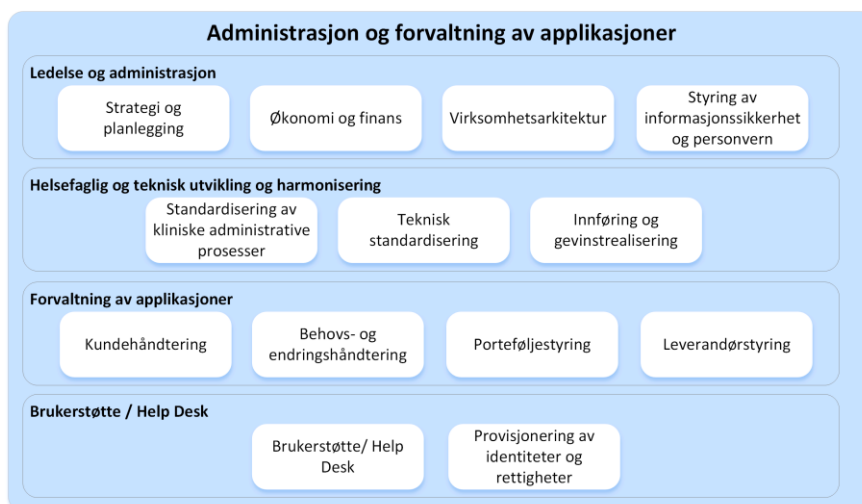 Administrasjon og forvaltning av applikasjoner
Ledelse og administrasjon
Strategi og
planlegging
Økonomi og finans
Virksomhetsarkitektur
Styring av
informasjonssikkerhet
og personvern
Helsefaglig og teknisk utvikling og harmonisering
Standardisering av
kliniske administrative
prosesser
Teknisk
standardisering
Innføring og
gevinstrealisering
Forvaltning av applikasjoner
Kundehåndtering
Behovs- og
endringshåndtering
Porteføljestyring
Leverandørstyring
Brukerstøtte / Help Desk
Brukerstøtte/ Help
Desk
Provisjonering av
identiteter og
rettigheter